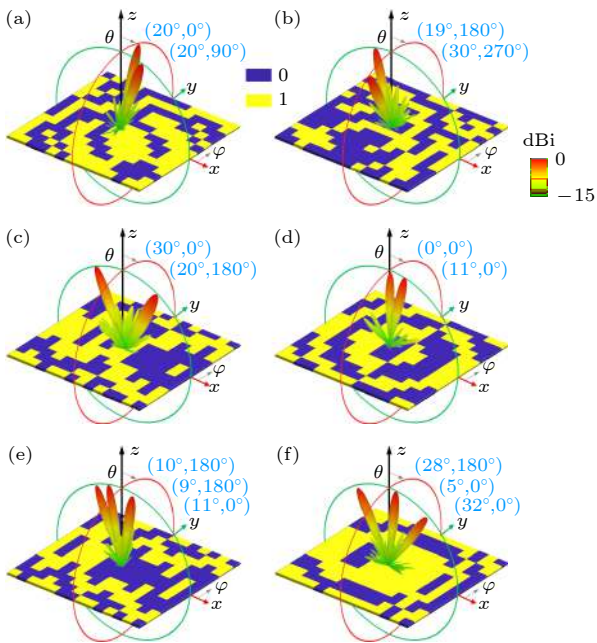 (a)
z
θ
(20°,0°)
(20°,90°)
y
φ
x
0
1
(b)
z
θ
(19°,180°)
(30°,270°)
y
φ
x
dBi
0
−15
(c)
z
θ
(30°,0°)
(20°,180°)
y
φ
x
(d)
z
θ
(0°,0°)
(11°,0°)
y
φ
x
(e)
z
θ
(10°,180°)
(9°,180°)
(11°,0°)
y
φ
x
(f)
z
θ
(28°,180°)
(5°,0°)
(32°,0°)
y
φ
x